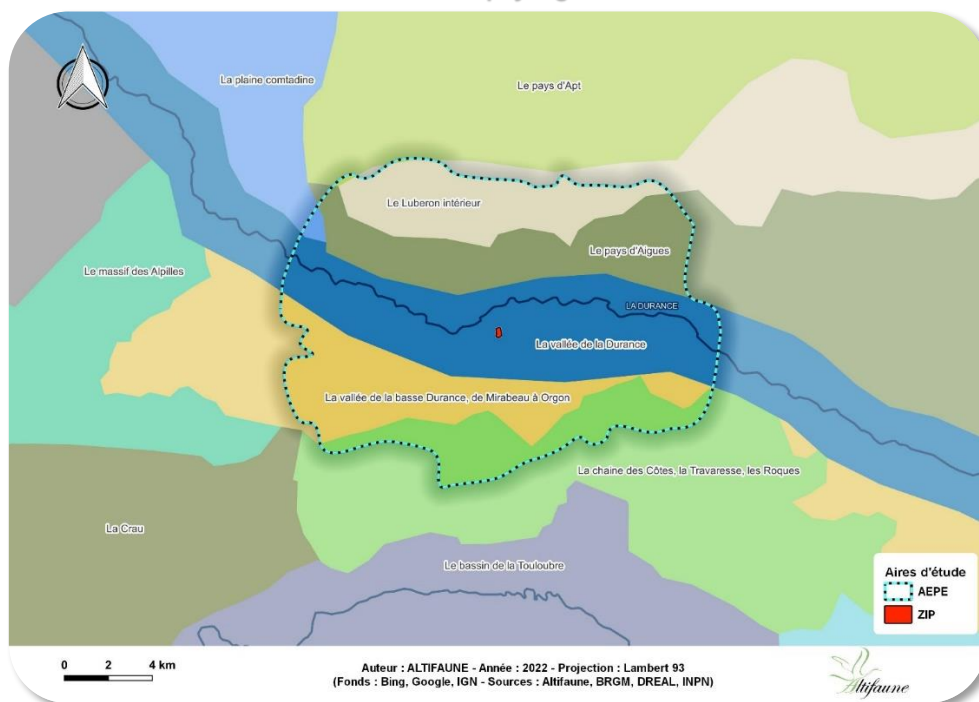 La plaine comtadine
Le pays d'Apt
Le Luberon intérieur
Le pays d'Aigues
Le massif des Alpilles
LA DURANCE
La vallée de la Durance
La vallée de la basse Durance, de Mirabeau à Orgon
La chaine des Côtes, la Travaresse, les Roques
La Crau
Le bassin de la Touloubre
Aires d'étude
AEPE
ZIP
0 2 4 km
Auteur : ALTIFAUNE - Année : 2022 - Projection : Lambert 93
(Fonds : Bing, Google, IGN - Sources : Altifaune, BRGM, DREAL, INPN)
Altifaune